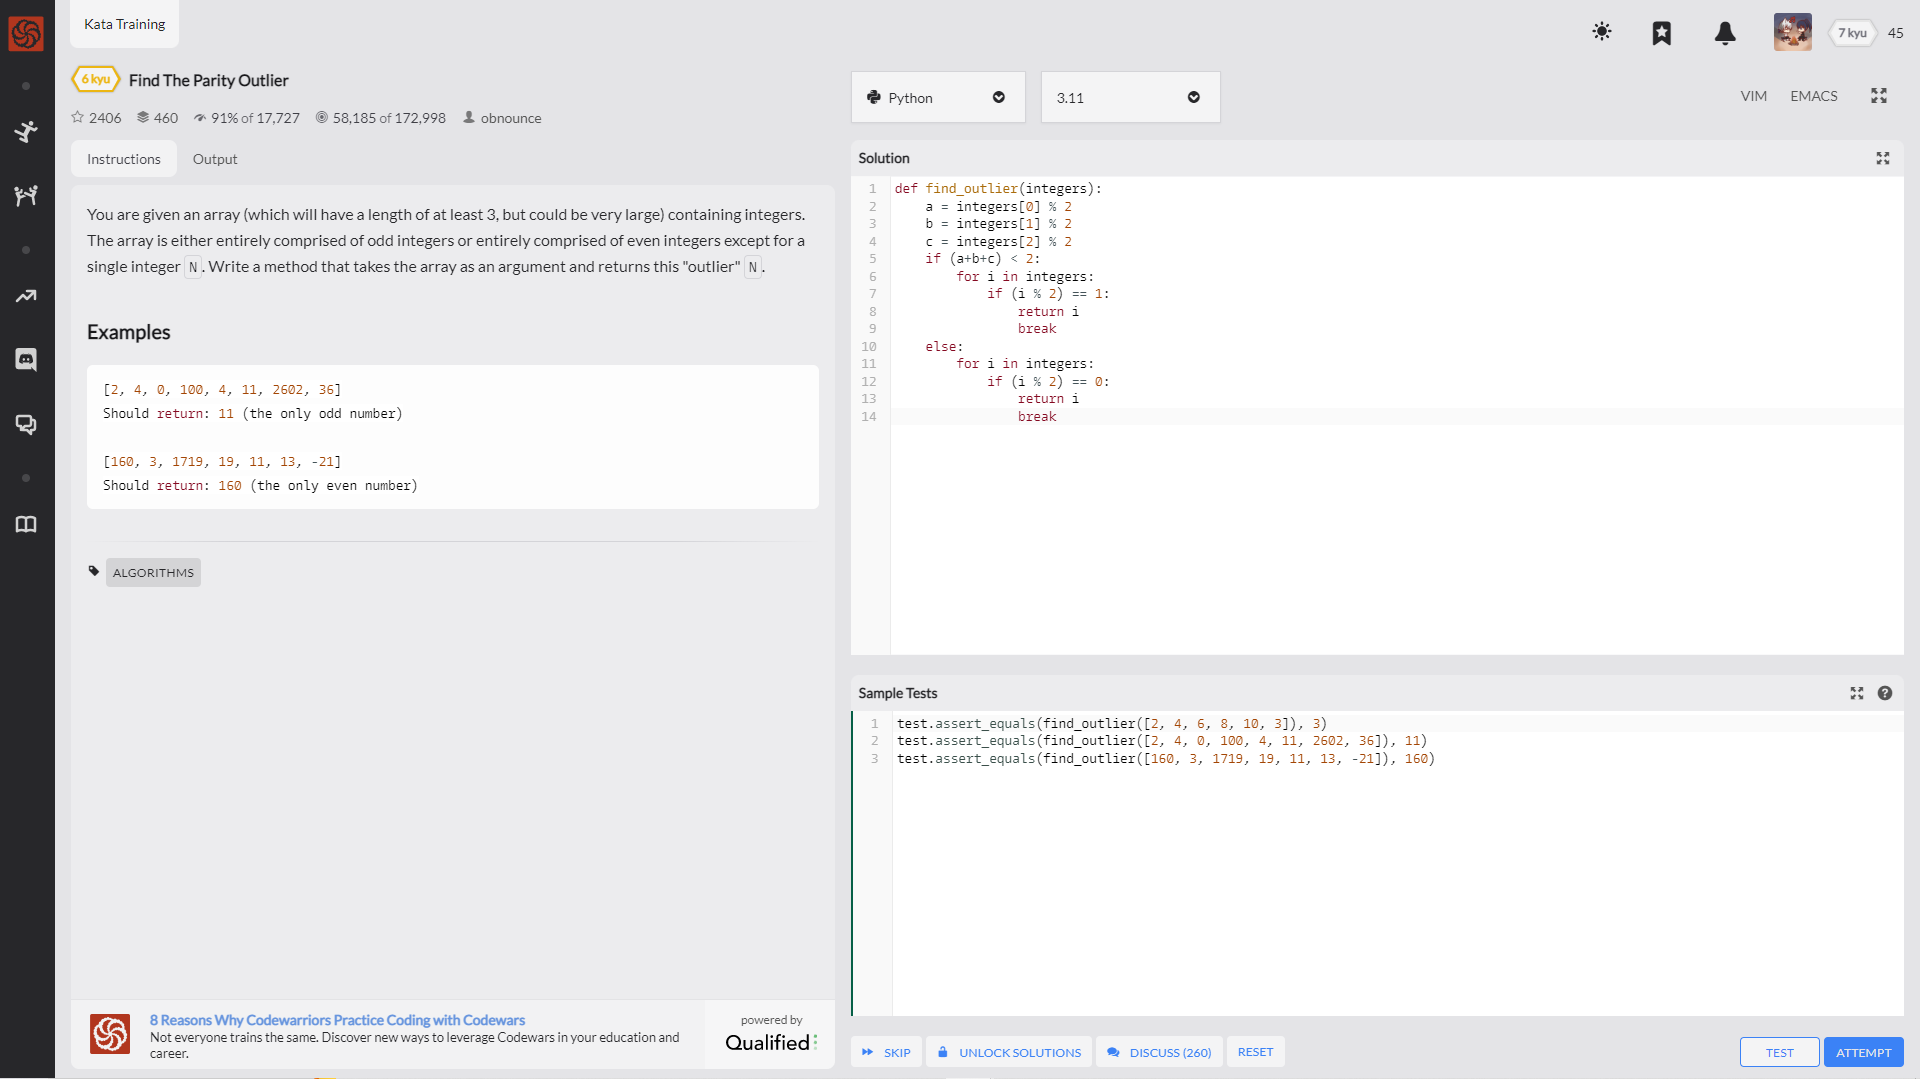 Kata Training
7 kyu
45
6 kyu
Find The Parity Outlier
2406
460
91% of 17,727
58,185 of 172,998
obnounce
Instructions
Output
You are given an array (which will have a length of at least 3, but could be very large) containing integers.
The array is either entirely comprised of odd integers or entirely comprised of even integers except for a
single integer N. Write a method that takes the array as an argument and returns this "outlier" N.
Examples
[2, 4, 0, 100, 4, 11, 2602, 36]
Should return: 11 (the only odd number)
[160, 3, 1719, 19, 11, 13, -21]
Should return: 160 (the only even number)
ALGORITHMS
8 Reasons Why Codewarriors Practice Coding with Codewars
Not everyone trains the same. Discover new ways to leverage Codewars in your education and
career.
powered by
Qualified
Python
3.11
VIM
EMACS
Solution
1 def find_outlier(integers):
2     a = integers[0] % 2
3     b = integers[1] % 2
4     c = integers[2] % 2
5     if (a+b+c) < 2:
6         for i in integers:
7             if (i % 2) == 1:
8                 return i
9                 break
10     else:
11         for i in integers:
12             if (i % 2) == 0:
13                 return i
14                 break
Sample Tests
?
1 test.assert_equals(find_outlier([2, 4, 6, 8, 10, 3]), 3)
2 test.assert_equals(find_outlier([2, 4, 0, 100, 4, 11, 2602, 36]), 11)
3 test.assert_equals(find_outlier([160, 3, 1719, 19, 11, 13, -21]), 160)
SKIP
UNLOCK SOLUTIONS
DISCUSS (260)
RESET
TEST
ATTEMPT